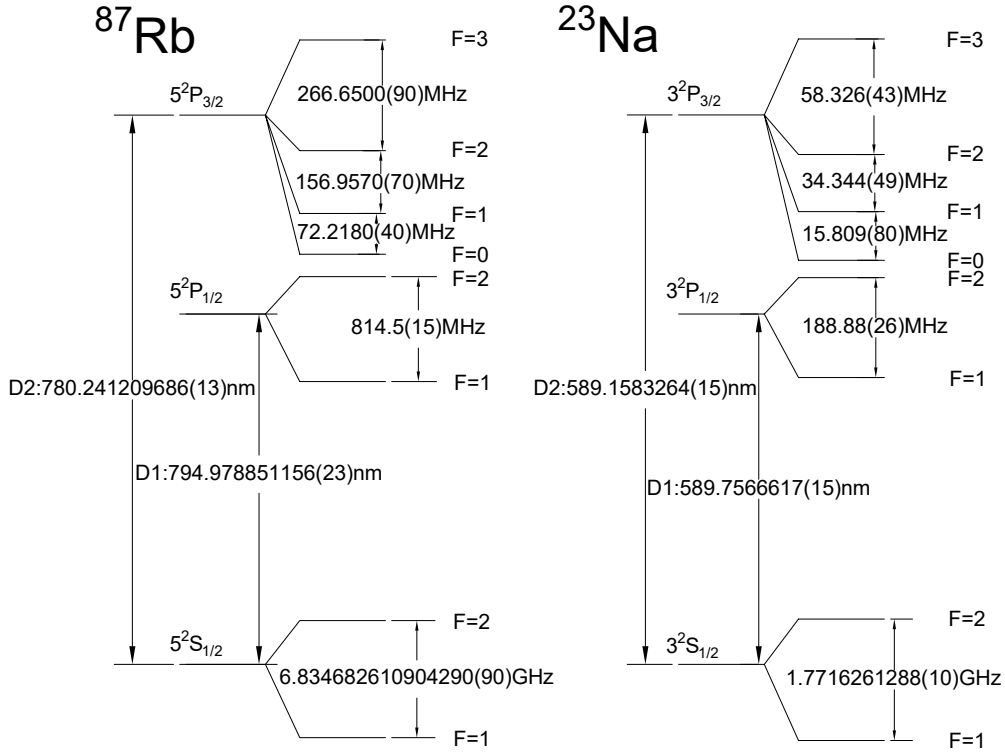 ⁸⁷Rb
F=3
5²P₃/₂
266.6500(90)MHz
F=2
156.9570(70)MHz
F=1
72.2180(40)MHz
F=0
F=2
5²P₁/₂
814.5(15)MHz
F=1
D2:780.241209686(13)nm
D1:794.978851156(23)nm
F=2
5²S₁/₂
6.834682610904290(90)GHz
F=1
²³Na
F=3
3²P₃/₂
58.326(43)MHz
F=2
34.344(49)MHz
F=1
15.809(80)MHz
F=0
F=2
3²P₁/₂
188.88(26)MHz
F=1
D2:589.1583264(15)nm
D1:589.7566617(15)nm
F=2
3²S₁/₂
1.7716261288(10)GHz
F=1